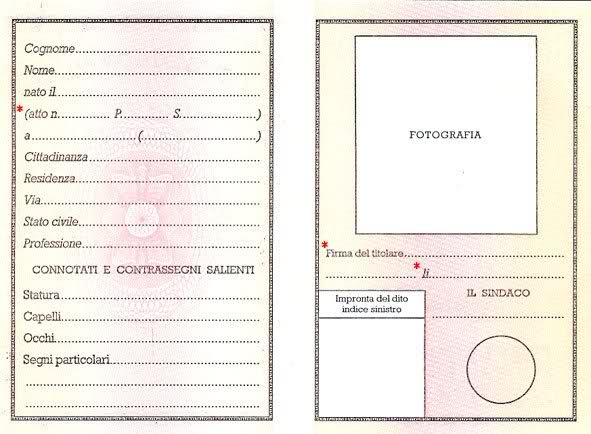 Cognome
Nome
nato il
*(atto n. P. S. )
a ( )
Cittadinanza
Residenza
Via
Stato civile
Professione
CONNOTATI E CONTRASSEGNI SALIENTI
Statura
Capelli
Occhi
Segni particolari
FOTOGRAFIA
*Firma del titolare
*li
Impronta del dito
indice sinistro
IL SINDACO